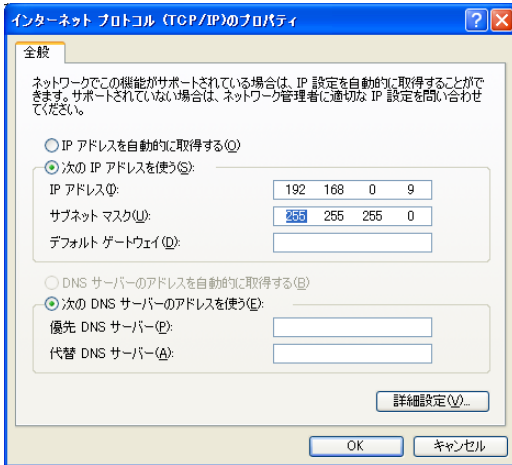 インターネット プロトコル (TCP/IP)のプロパティ
全般
ネットワークでこの機能がサポートされている場合は、IP 設定を自動的に取得することがで
きます。サポートされていない場合は、ネットワーク管理者に適切な IP 設定を問い合わせ
てください。
IP アドレスを自動的に取得する(O)
次の IP アドレスを使う(S):
IP アドレス(I): 192 168 0 9
サブネット マスク(U): 255 255 255 0
デフォルト ゲートウェイ(D):
DNS サーバーのアドレスを自動的に取得する(B)
次の DNS サーバーのアドレスを使う(E):
優先 DNS サーバー(P):
代替 DNS サーバー(A):
詳細設定(V)...
OK キャンセル